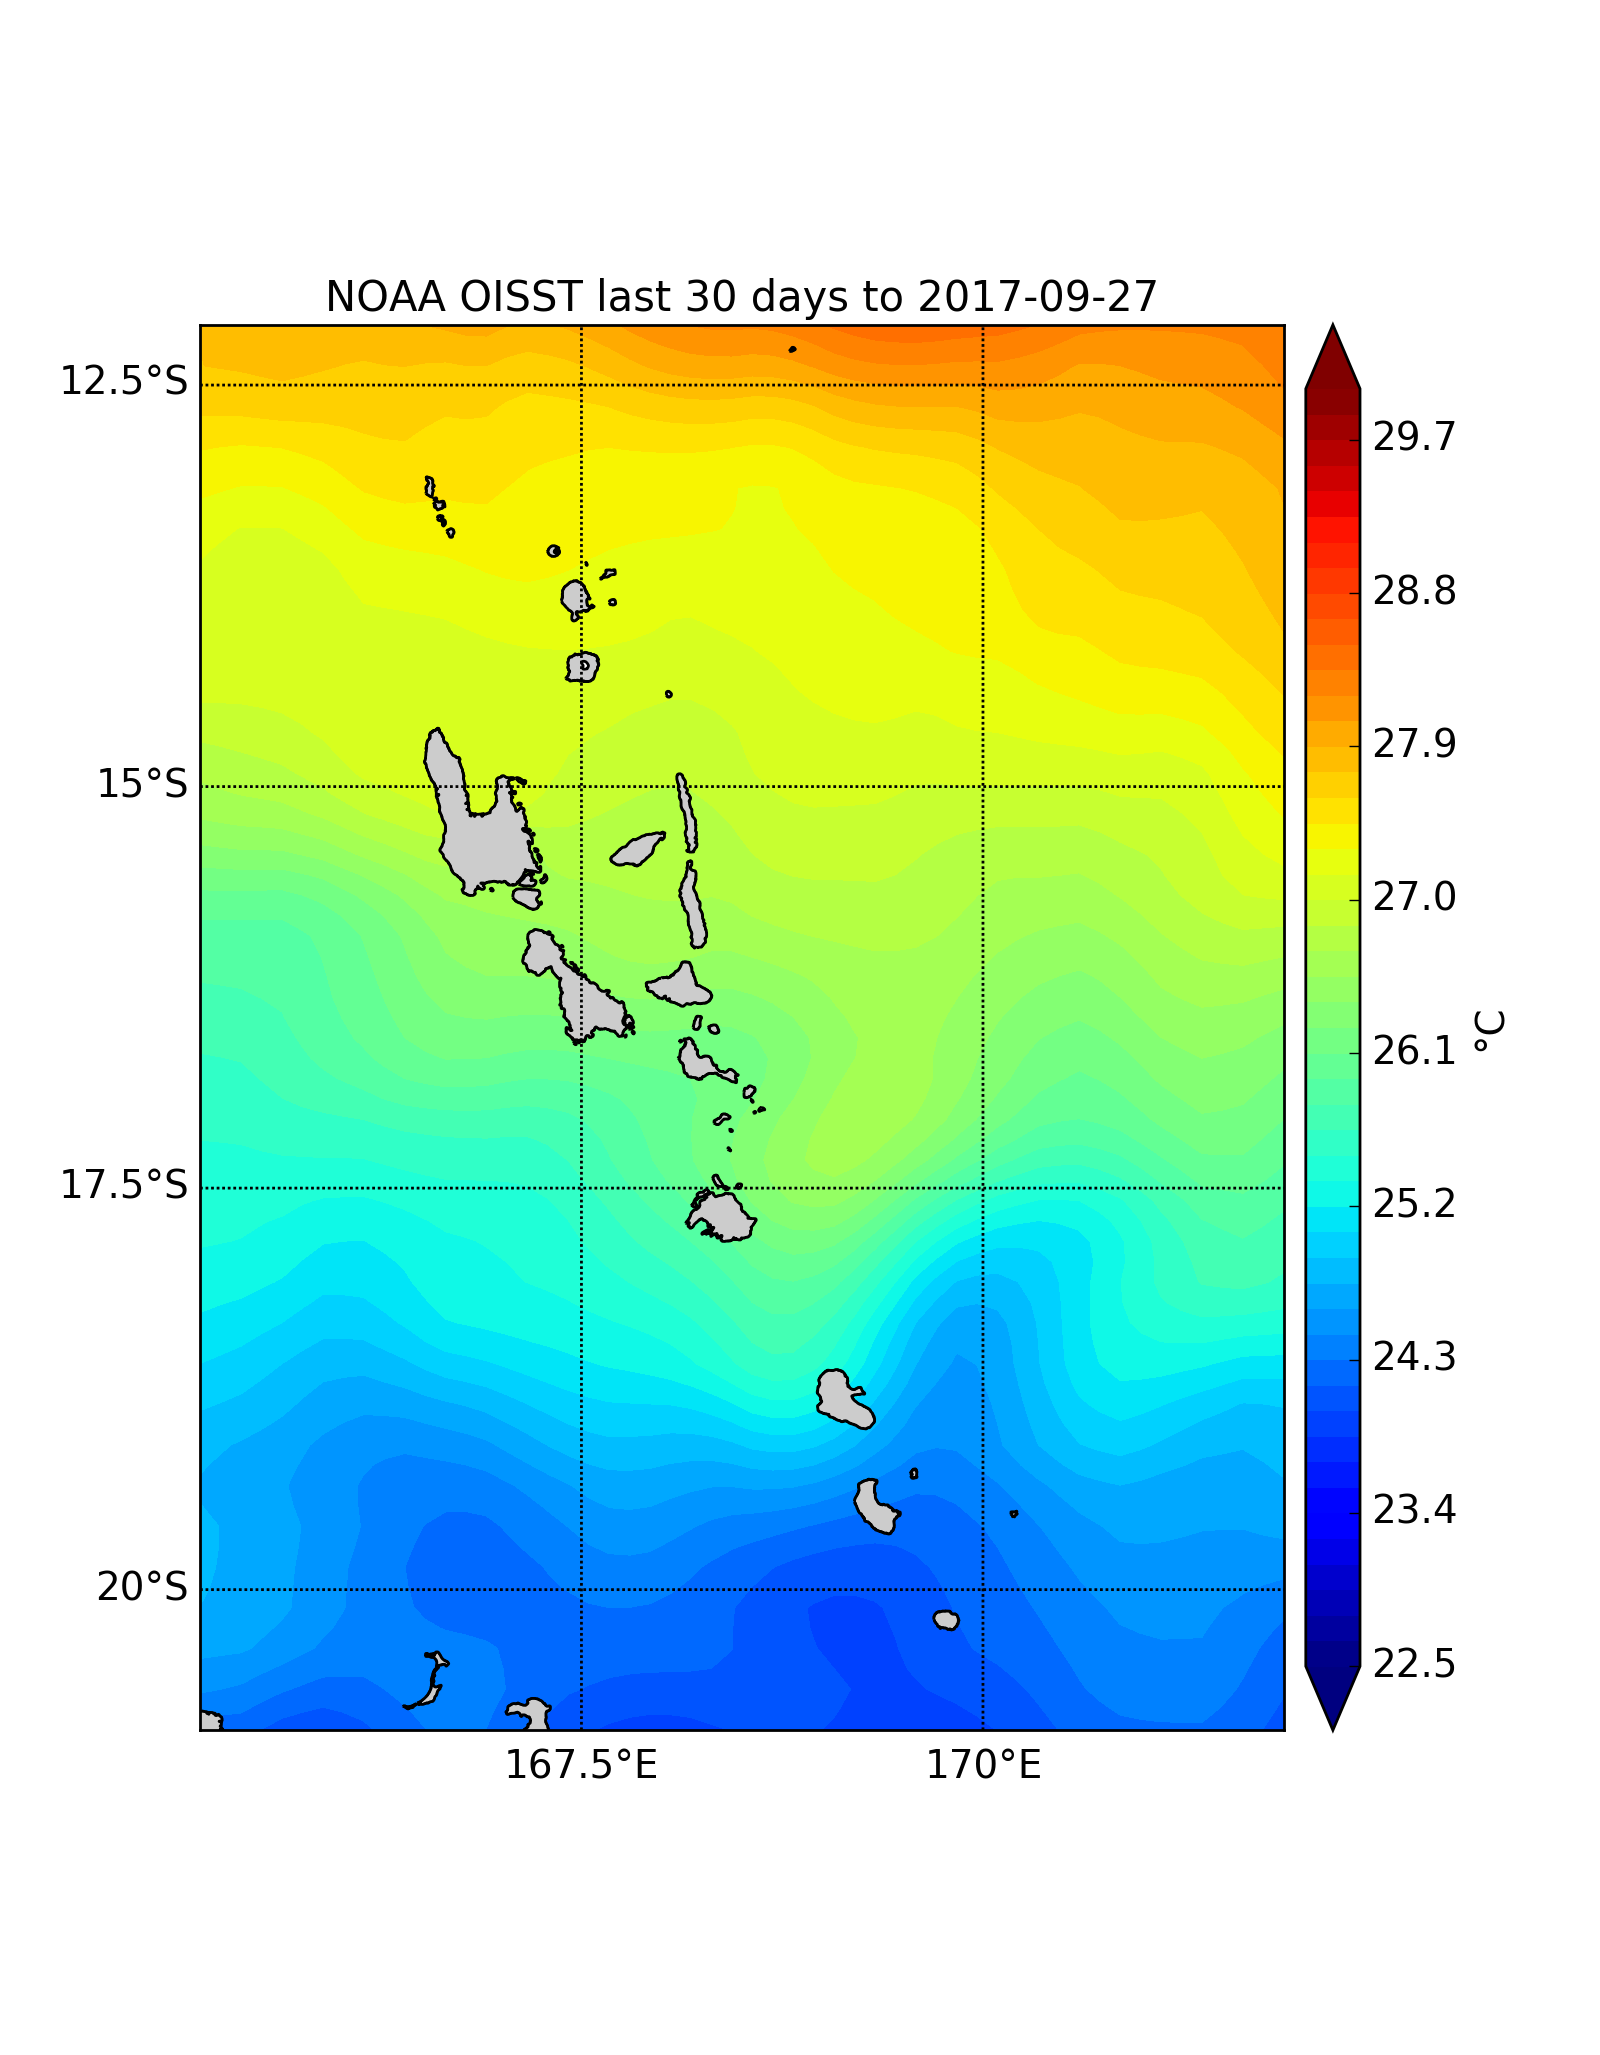 NOAA OISST last 30 days to 2017-09-27
12.5°S
15°S
17.5°S
20°S
167.5°E
170°E
29.7
28.8
27.9
27.0
26.1
25.2
24.3
23.4
22.5
°C